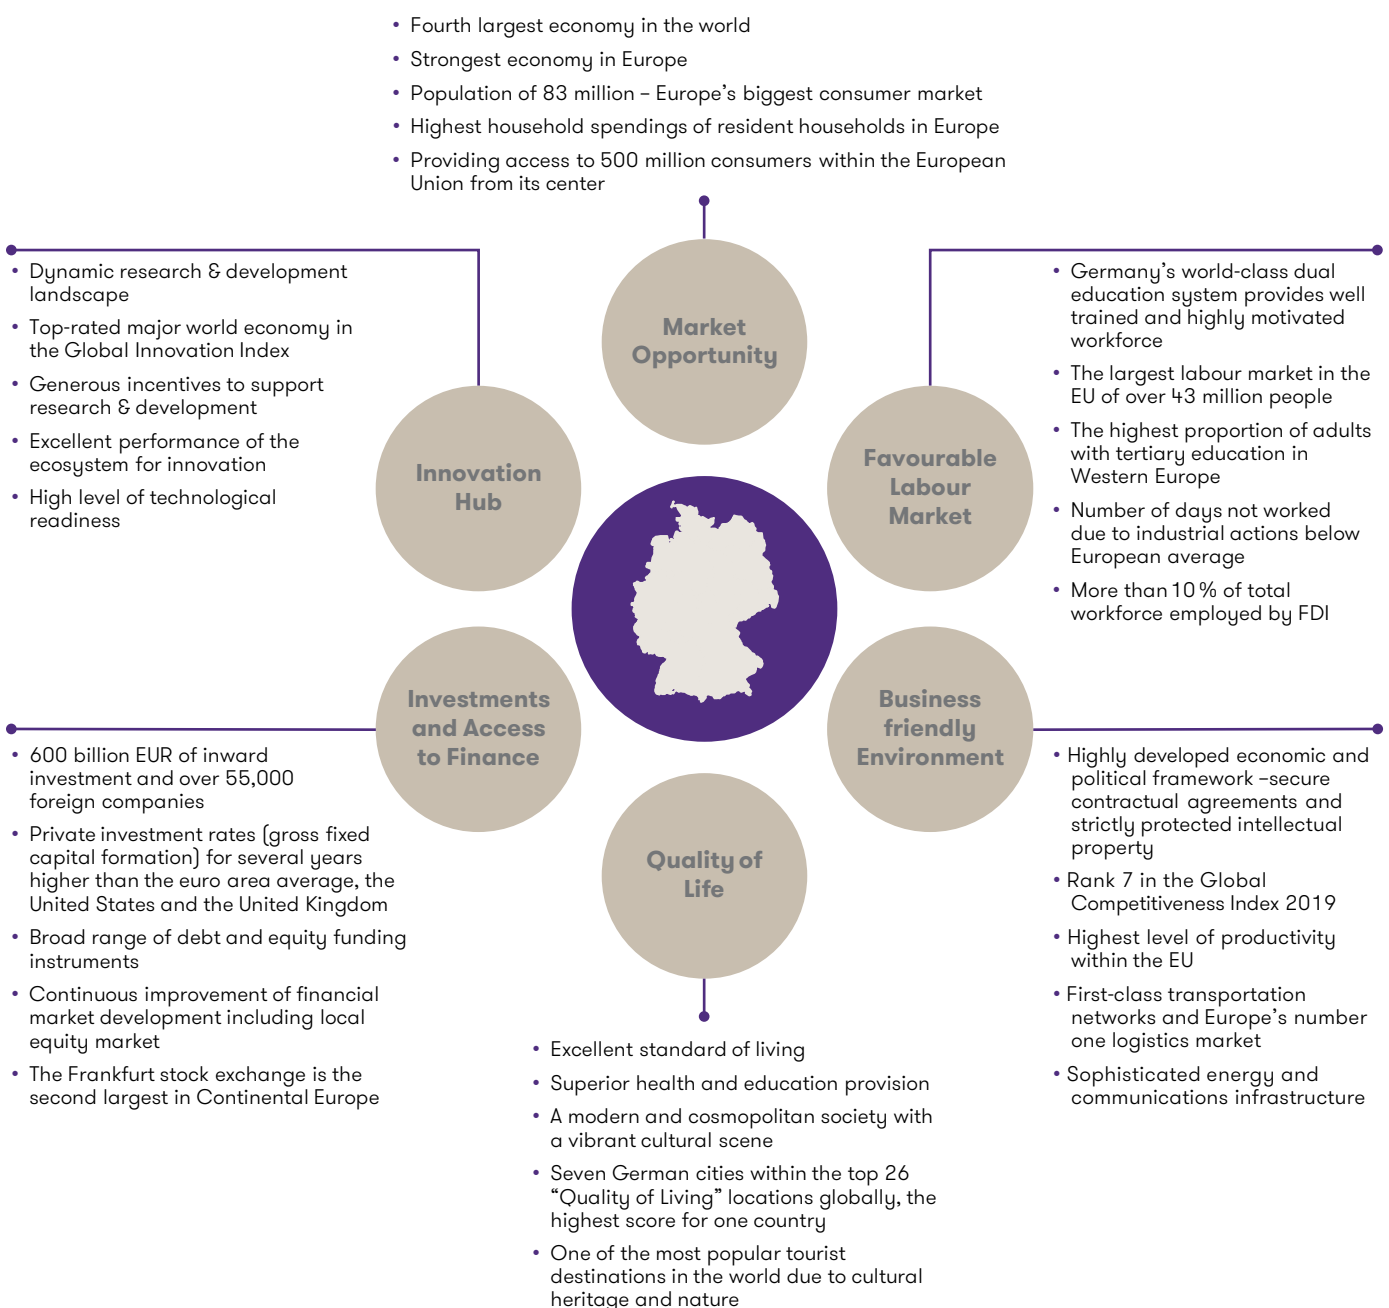 • Fourth largest economy in the world
• Strongest economy in Europe
• Population of 83 million – Europe’s biggest consumer market
• Highest household spendings of resident households in Europe
• Providing access to 500 million consumers within the European
Union from its center
Market
Opportunity
• Dynamic research & development
landscape
• Top-rated major world economy in
the Global Innovation Index
• Generous incentives to support
research & development
• Excellent performance of the
ecosystem for innovation
• High level of technological
readiness
Innovation
Hub
Favourable
Labour
Market
• Germany’s world-class dual
education system provides well
trained and highly motivated
workforce
• The largest labour market in the
EU of over 43 million people
• The highest proportion of adults
with tertiary education in
Western Europe
• Number of days not worked
due to industrial actions below
European average
• More than 10 % of total
workforce employed by FDI
Investments
and Access
to Finance
• 600 billion EUR of inward
investment and over 55,000
foreign companies
• Private investment rates (gross fixed
capital formation) for several years
higher than the euro area average, the
United States and the United Kingdom
• Broad range of debt and equity funding
instruments
• Continuous improvement of financial
market development including local
equity market
• The Frankfurt stock exchange is the
second largest in Continental Europe
Business
friendly
Environment
• Highly developed economic and
political framework –secure
contractual agreements and
strictly protected intellectual
property
• Rank 7 in the Global
Competitiveness Index 2019
• Highest level of productivity
within the EU
• First-class transportation
networks and Europe’s number
one logistics market
• Sophisticated energy and
communications infrastructure
Quality of
Life
• Excellent standard of living
• Superior health and education provision
• A modern and cosmopolitan society with
a vibrant cultural scene
• Seven German cities within the top 26
“Quality of Living” locations globally, the
highest score for one country
• One of the most popular tourist
destinations in the world due to cultural
heritage and nature